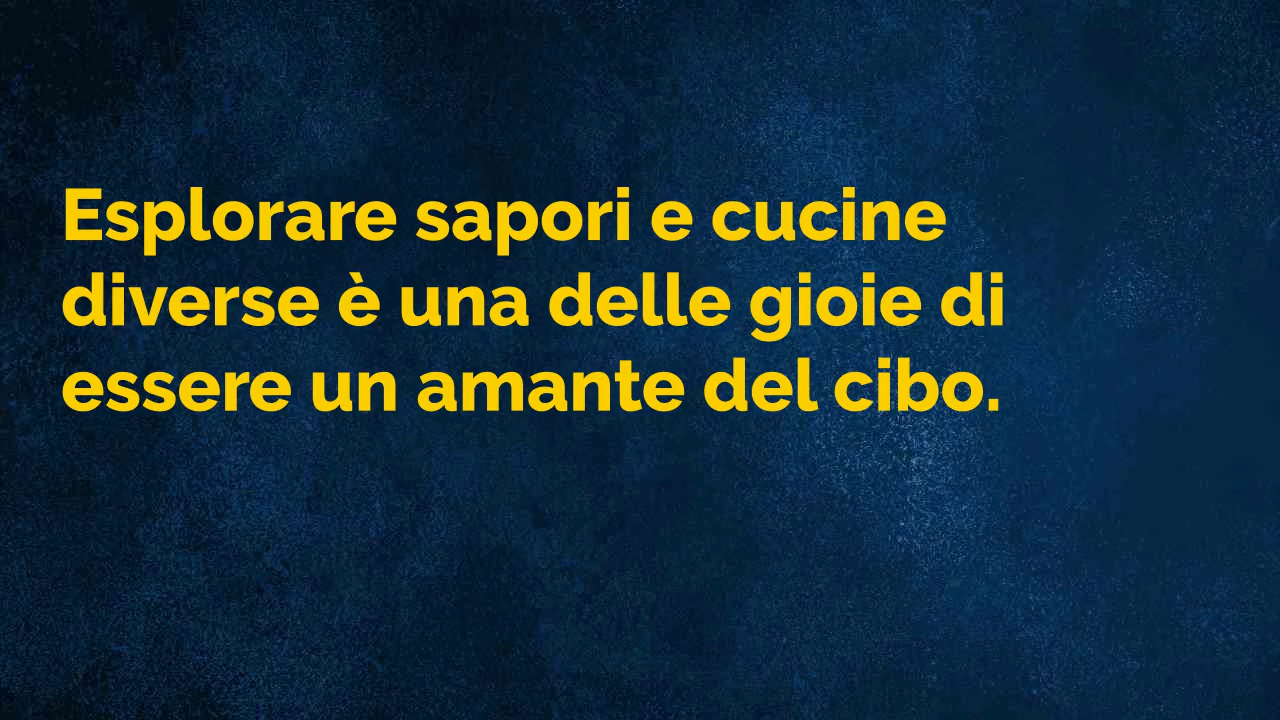 Esplorare sapori e cucine
diverse è una delle gioie di
essere un amante del cibo.